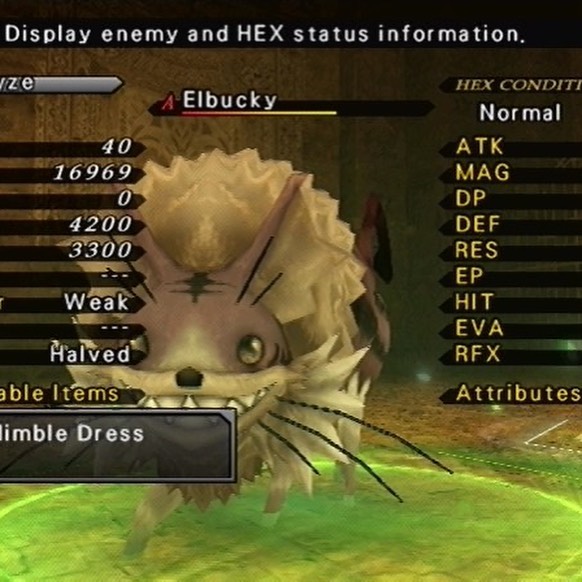 Display enemy and HEX status information.
yze
HEX CONDITI
A Elbucky
Normal
40
ATK
16969
MAG
0
DP
4200
DEF
3300
RES
---
EP
r Weak
HIT
---
EVA
Halved
RFX
able Items
Attributes
limble Dress